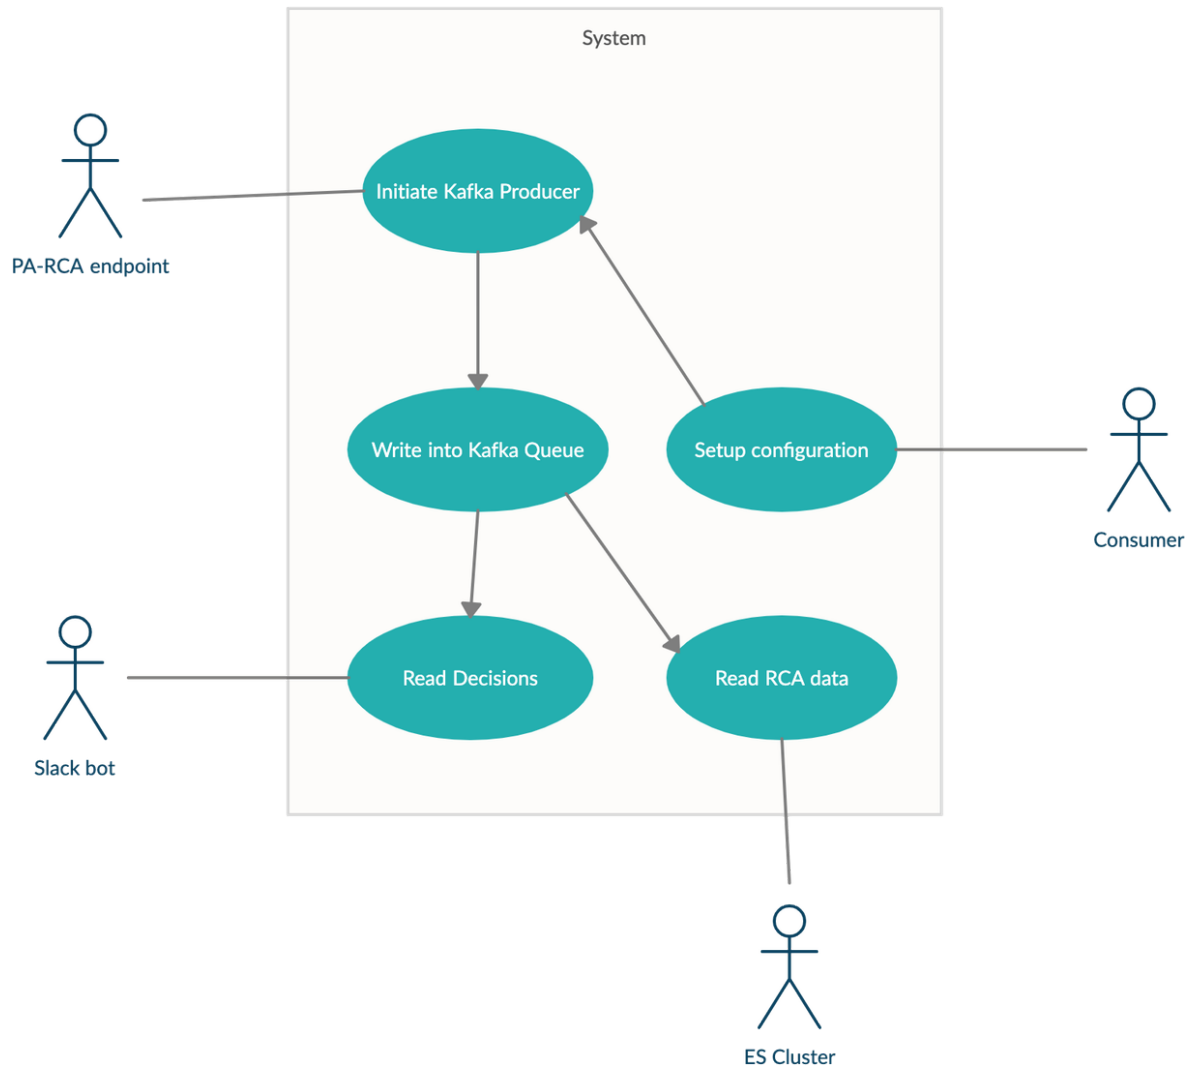 System
Initiate Kafka Producer
PA-RCA endpoint
Write into Kafka Queue
Setup configuration
Consumer
Read Decisions
Read RCA data
Slack bot
ES Cluster